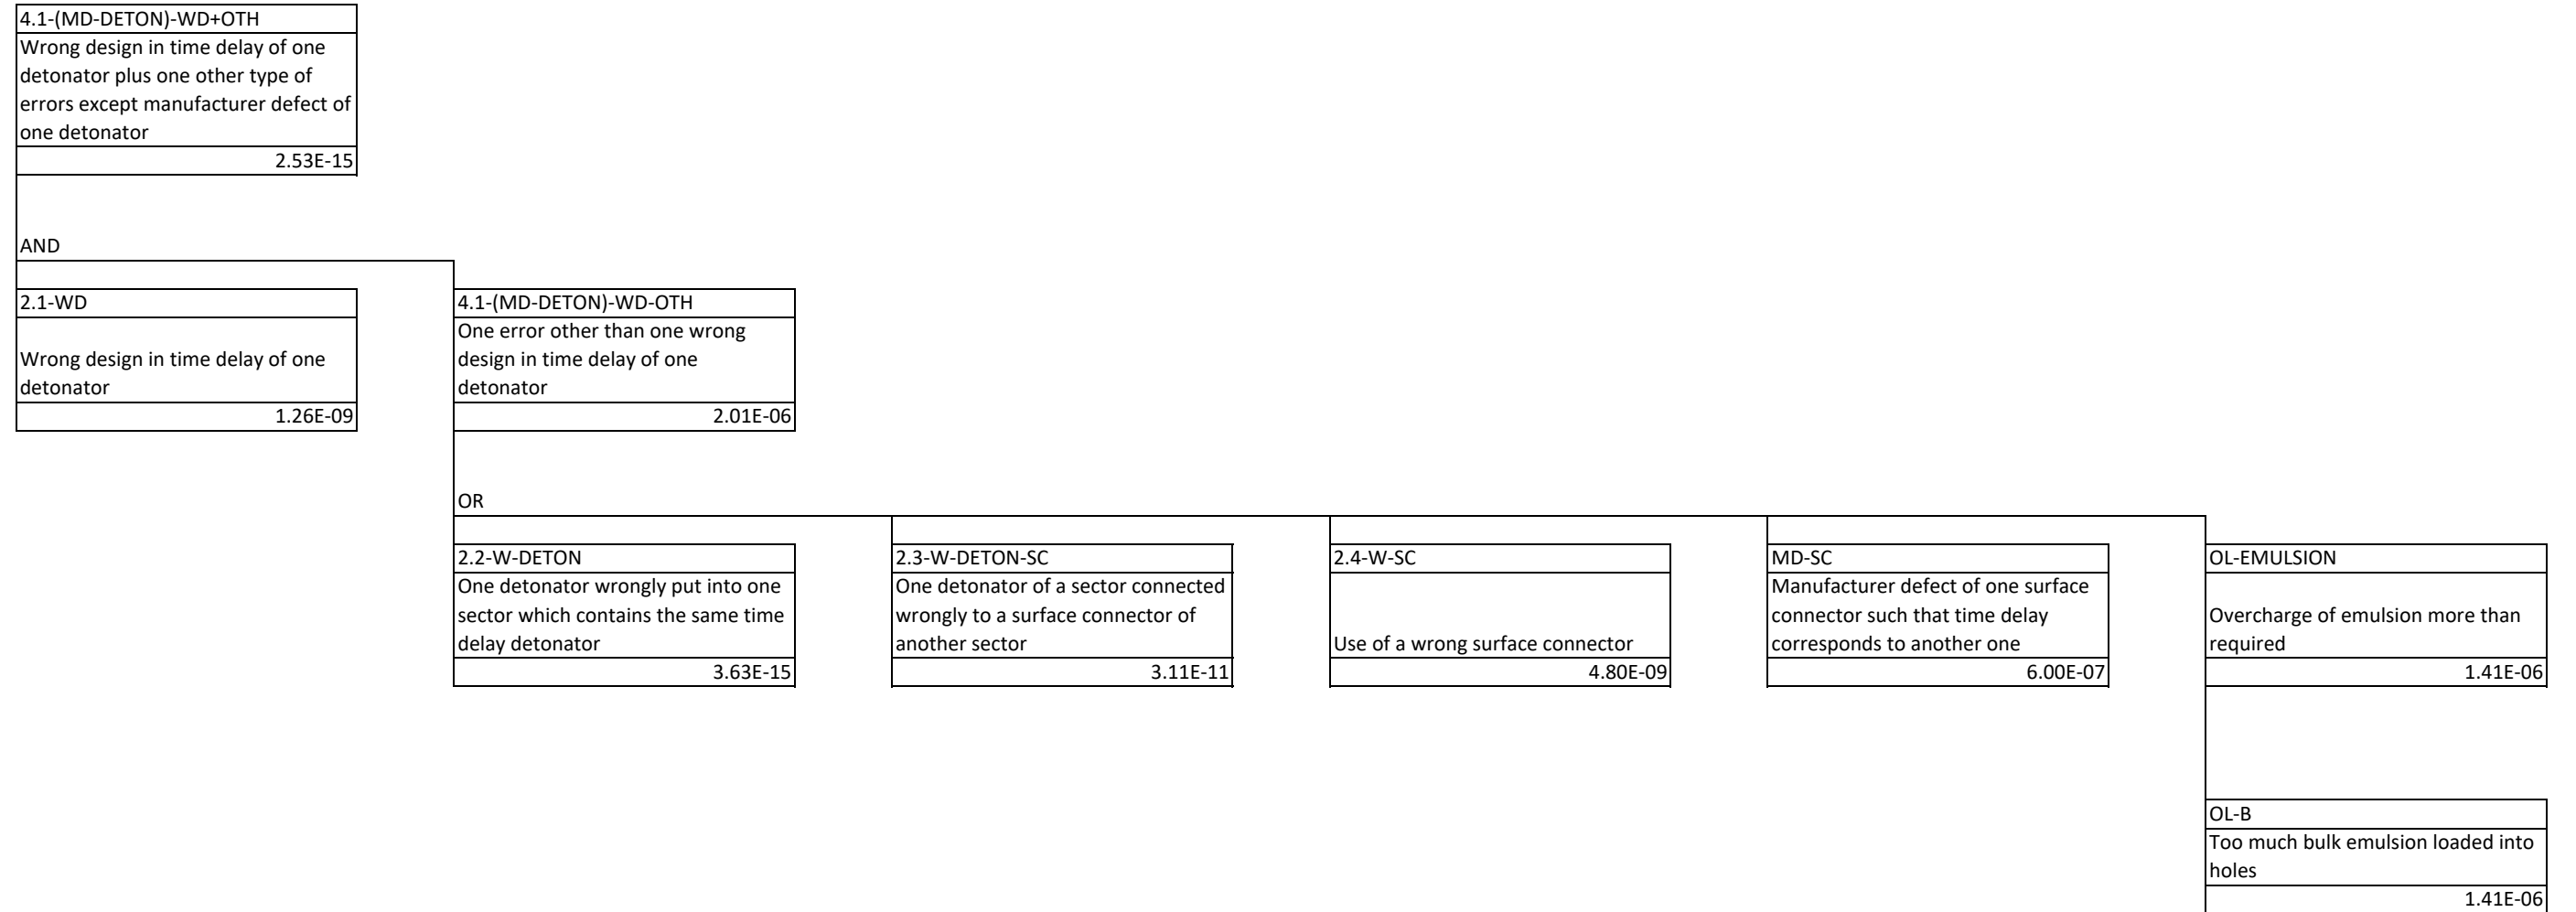 4.1-(MD-DETON)-WD+OTH
Wrong design in time delay of one
detonator plus one other type of
errors except manufacturer defect of
one detonator
2.53E-15
AND
2.1-WD
Wrong design in time delay of one
detonator
1.26E-09
4.1-(MD-DETON)-WD-OTH
One error other than one wrong
design in time delay of one
detonator
2.01E-06
OR
2.2-W-DETON
One detonator wrongly put into one
sector which contains the same time
delay detonator
3.63E-15
2.3-W-DETON-SC
One detonator of a sector connected
wrongly to a surface connector of
another sector
3.11E-11
2.4-W-SC
Use of a wrong surface connector
4.80E-09
MD-SC
Manufacturer defect of one surface
connector such that time delay
corresponds to another one
6.00E-07
OL-EMULSION
Overcharge of emulsion more than
required
1.41E-06
OL-B
Too much bulk emulsion loaded into
holes
1.41E-06